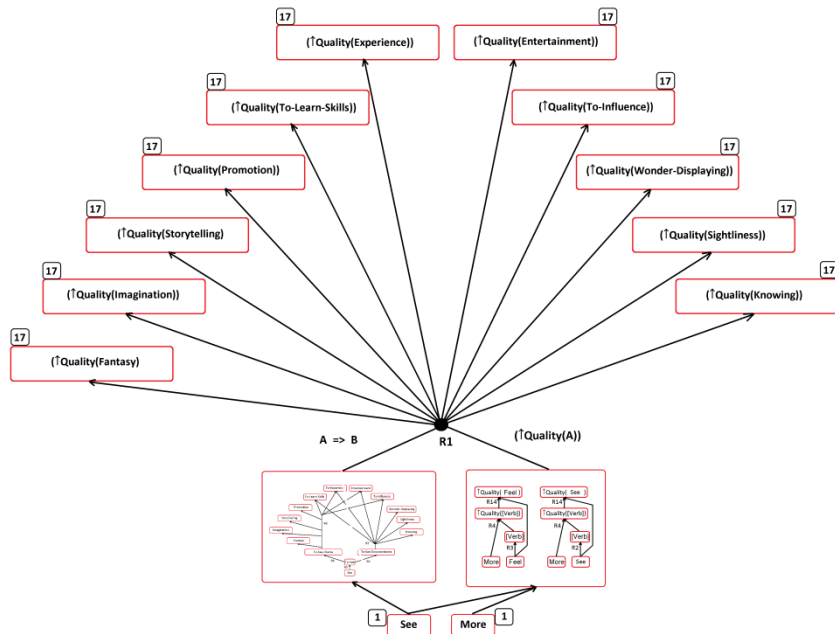 17
17
(↑Quality(Experience))
(↑Quality(Entertainment))
17
17
(↑Quality(To-Learn-Skills))
(↑Quality(To-Influence))
17
17
(↑Quality(Promotion))
(↑Quality(Wonder-Displaying))
17
17
(↑Quality(Storytelling)
(↑Quality(Sightliness))
17
17
(↑Quality(Imagination))
(↑Quality(Knowing))
17
(↑Quality(Fantasy)
A => B
R1
(↑Quality(A))
↑Quality( Feel )
↑Quality( See )
R14
R14
↑Quality([Verb])
↑Quality([Verb])
R4
R4
[Verb]
[Verb]
R3
R2
More
Feel
More
See
1
See
More
1